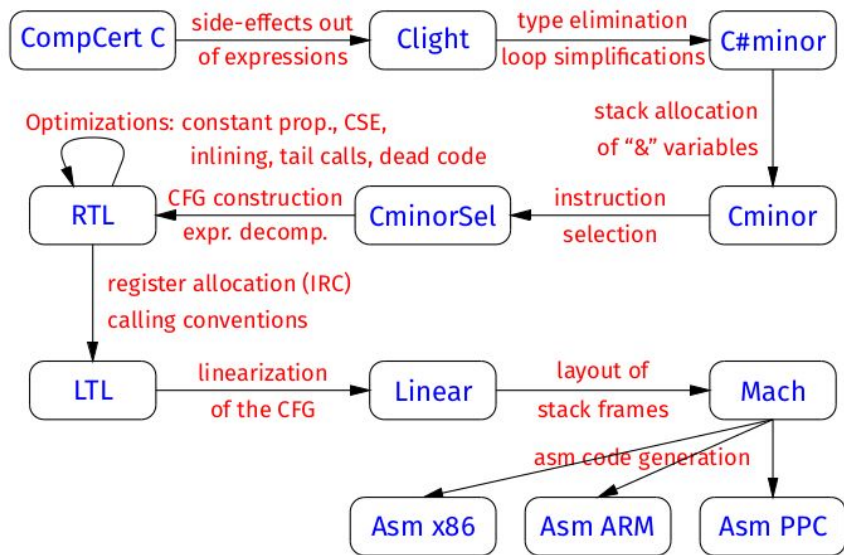 CompCert C
side-effects out
of expressions
Clight
type elimination
loop simplifications
C#minor
stack allocation
of “&” variables
Optimizations: constant prop., CSE,
inlining, tail calls, dead code
RTL
CFG construction
expr. decomp.
CminorSel
instruction
selection
Cminor
register allocation (IRC)
calling conventions
LTL
linearization
of the CFG
Linear
layout of
stack frames
Mach
asm code generation
Asm x86
Asm ARM
Asm PPC